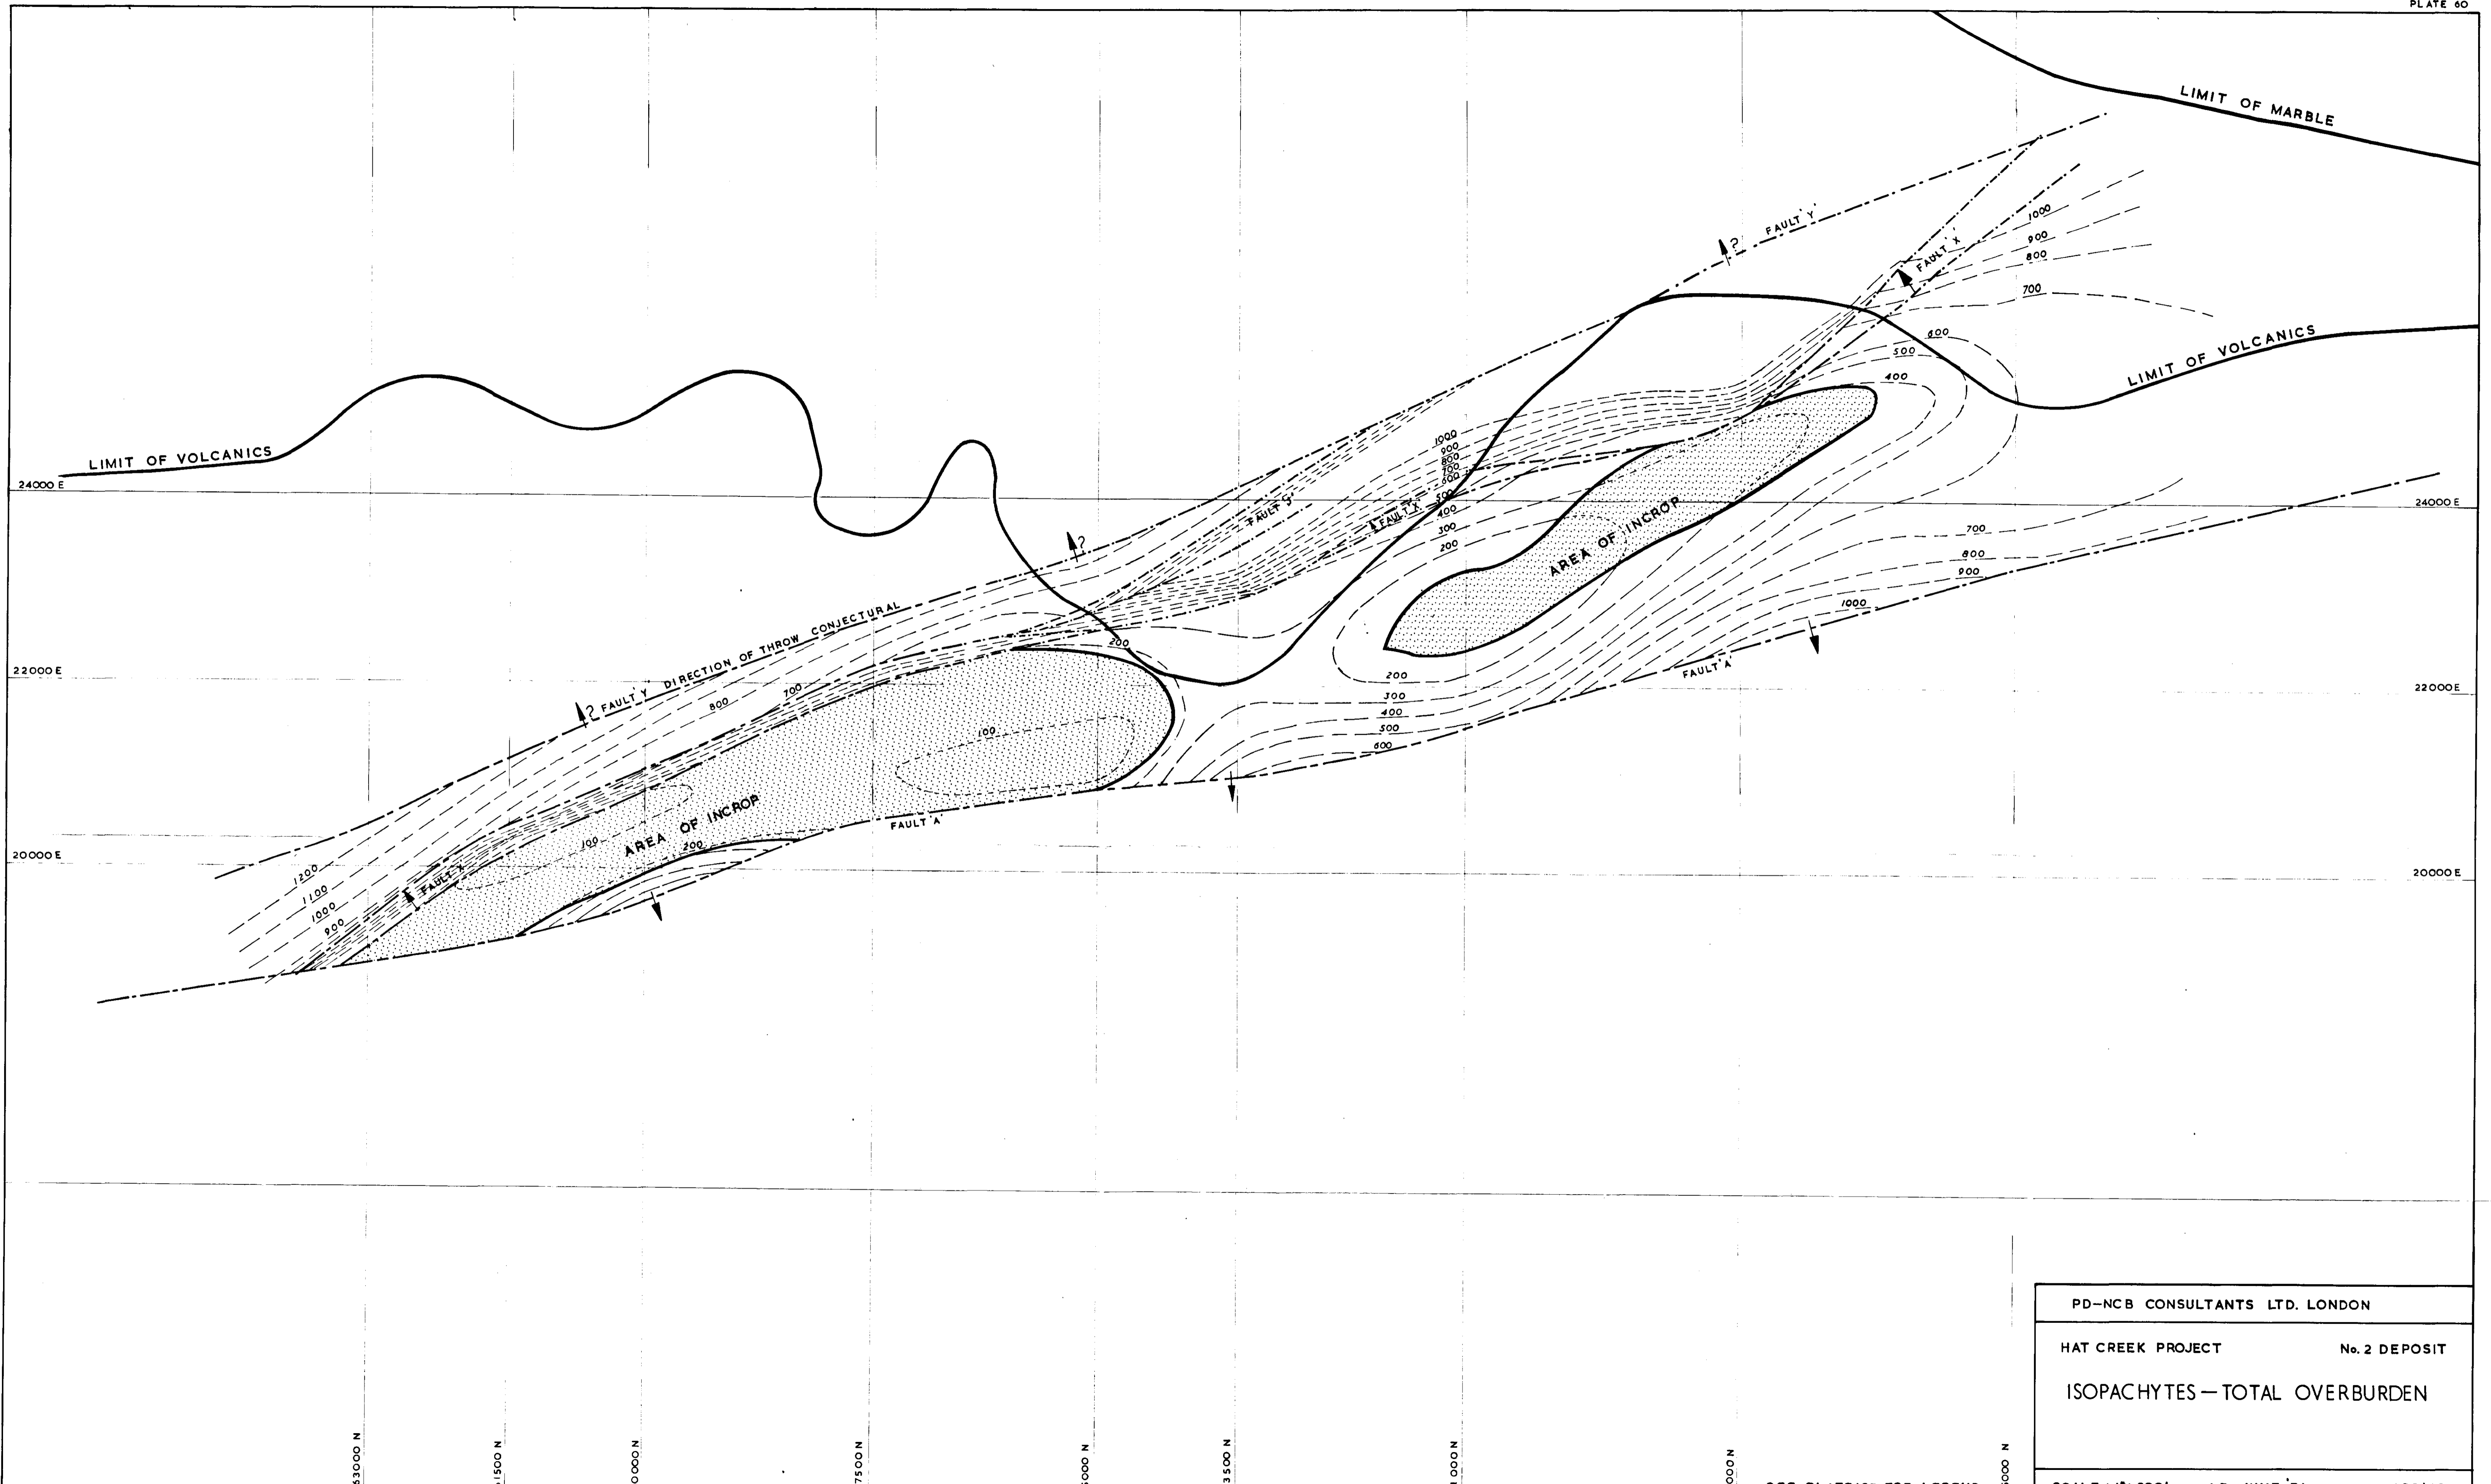 PLATE 60
LIMIT OF MARBLE
FAULT 'Y'
?
1000
900
800
700
FAULT 'X'
600
500
400
LIMIT OF VOLCANICS
LIMIT OF VOLCANICS
24000 E
24000 E
1000
900
800
700
600
500
400
300
200
FAULT 'X'
AREA OF INCROP
700
800
900
1000
?
FAULT 'Y' DIRECTION OF THROW CONJECTURAL
?
200
22000 E
22000 E
700
800
200
300
400
500
600
FAULT 'A'
100
AREA OF INCROP
100
200
FAULT 'A'
20000 E
20000 E
1200
1100
1000
900
FAULT 'X'
PD-NCB CONSULTANTS LTD. LONDON
HAT CREEK PROJECT No. 2 DEPOSIT
ISOPACHYTES — TOTAL OVERBURDEN